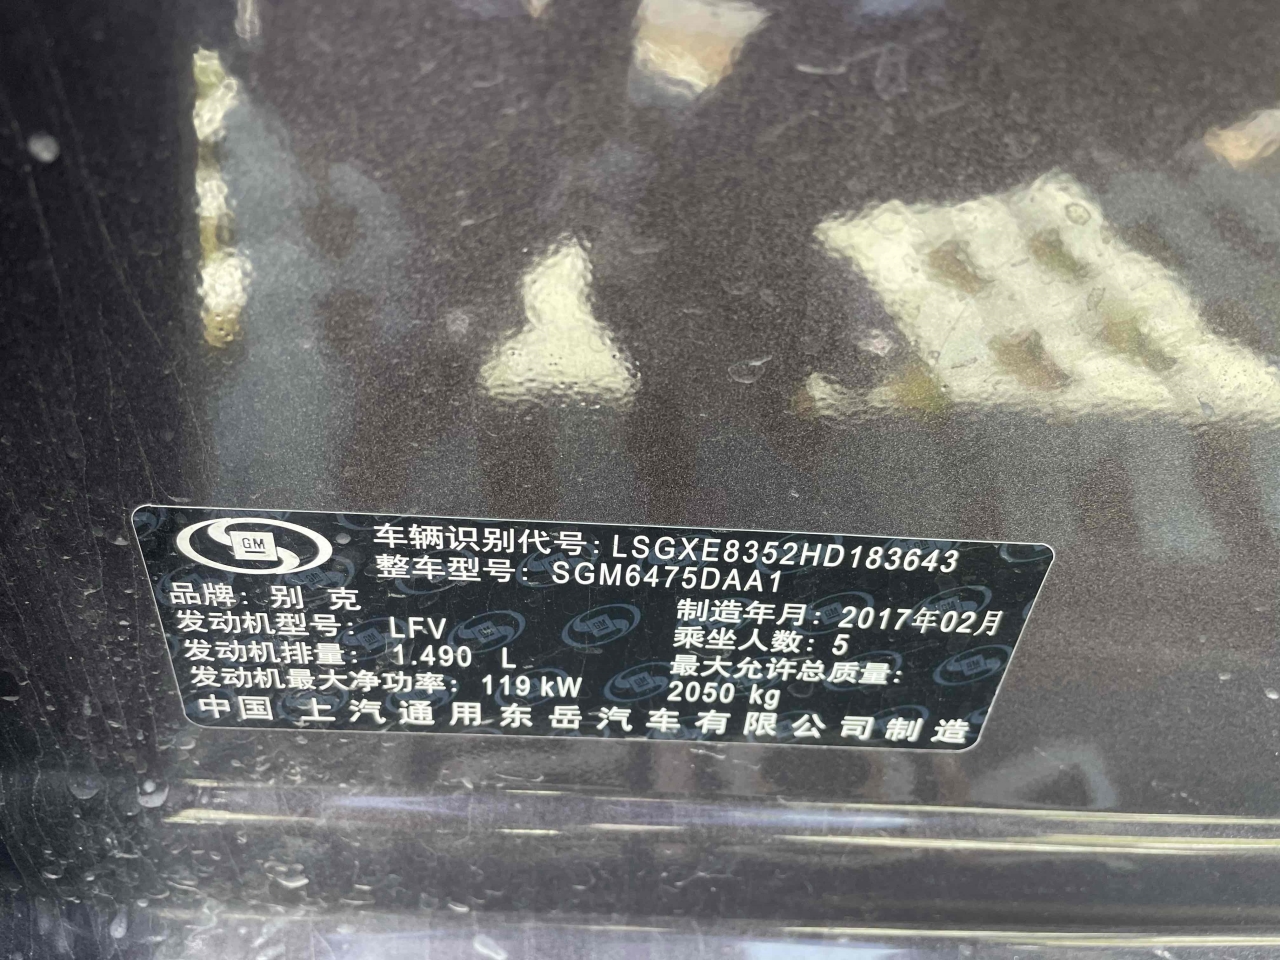 GM
车辆识别代号: LSGXE8352HD183643
整车型号: SGM6475DAA1
品牌: 别 克
制造年月: 2017年02月
发动机型号: LFV
乘坐人数: 5
发动机排量: 1.490 L
最大允许总质量:
发动机最大净功率: 119 kW
2050 kg
中国 上汽通用东岳汽车有限公司制造